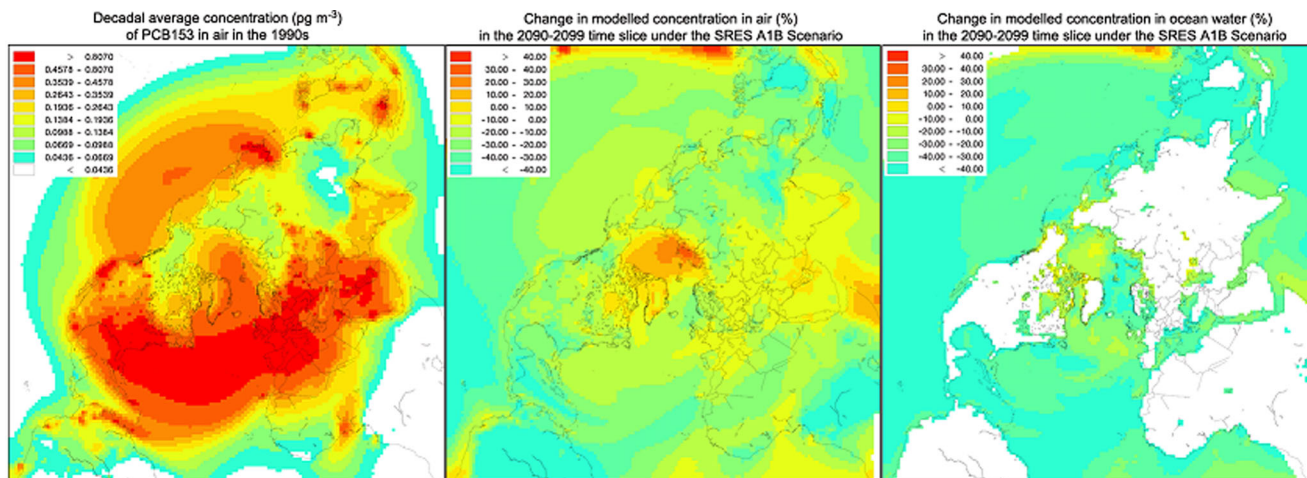 Decadal average concentration (pg m-3)
of PCB153 in air in the 1990s
> 0.8070
0.4578 - 0.8070
0.3539 - 0.4578
0.2643 - 0.3539
0.1936 - 0.2643
0.1384 - 0.1936
0.0988 - 0.1384
0.0669 - 0.0988
0.0436 - 0.0669
< 0.0436
Change in modelled concentration in air (%)
in the 2090-2099 time slice under the SRES A1B Scenario
> 40.00
30.00 - 40.00
20.00 - 30.00
10.00 - 20.00
0.00 - 10.00
-10.00 - 0.00
-20.00 - -10.00
-30.00 - -20.00
-40.00 - -30.00
< -40.00
Change in modelled concentration in ocean water (%)
in the 2090-2099 time slice under the SRES A1B Scenario
> 40.00
30.00 - 40.00
20.00 - 30.00
10.00 - 20.00
0.00 - 10.00
-10.00 - 0.00
-20.00 - -10.00
-30.00 - -20.00
-40.00 - -30.00
< -40.00